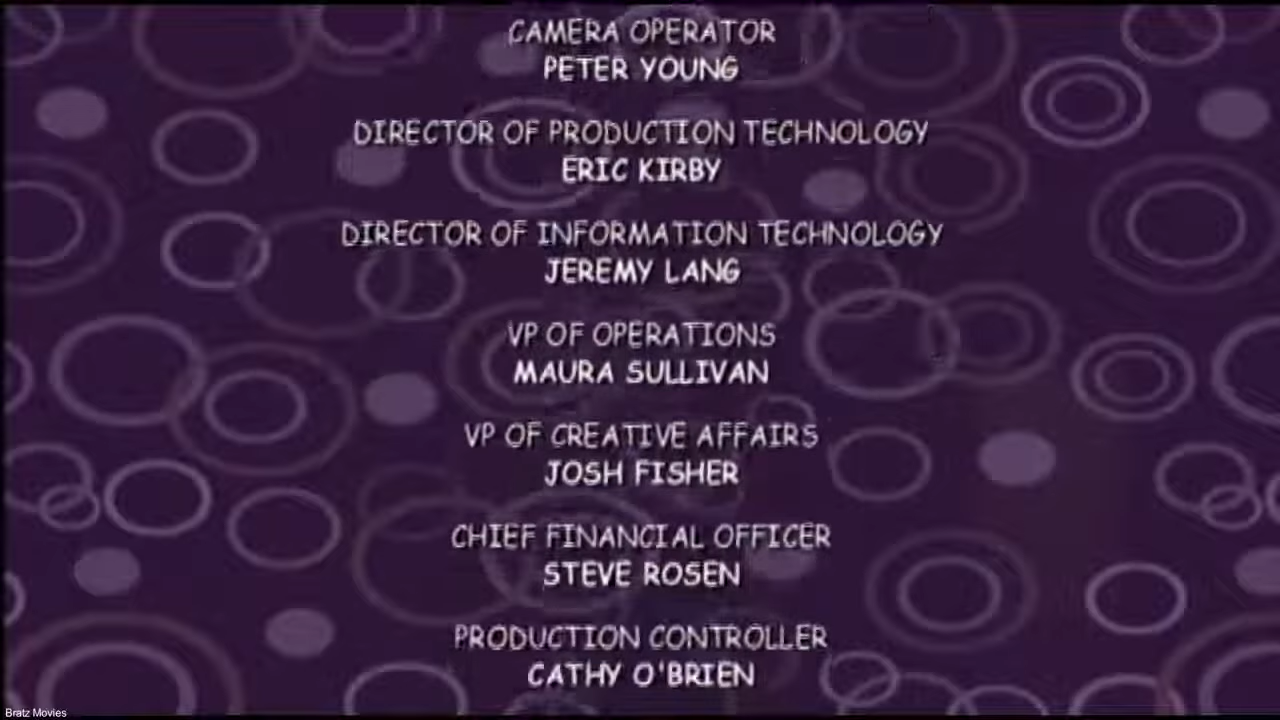 CAMERA OPERATOR
PETER YOUNG
DIRECTOR OF PRODUCTION TECHNOLOGY
ERIC KIRBY
DIRECTOR OF INFORMATION TECHNOLOGY
JEREMY LANG
VP OF OPERATIONS
MAURA SULLIVAN
VP OF CREATIVE AFFAIRS
JOSH FISHER
CHIEF FINANCIAL OFFICER
STEVE ROSEN
PRODUCTION CONTROLLER
CATHY O'BRIEN
Bratz Movies